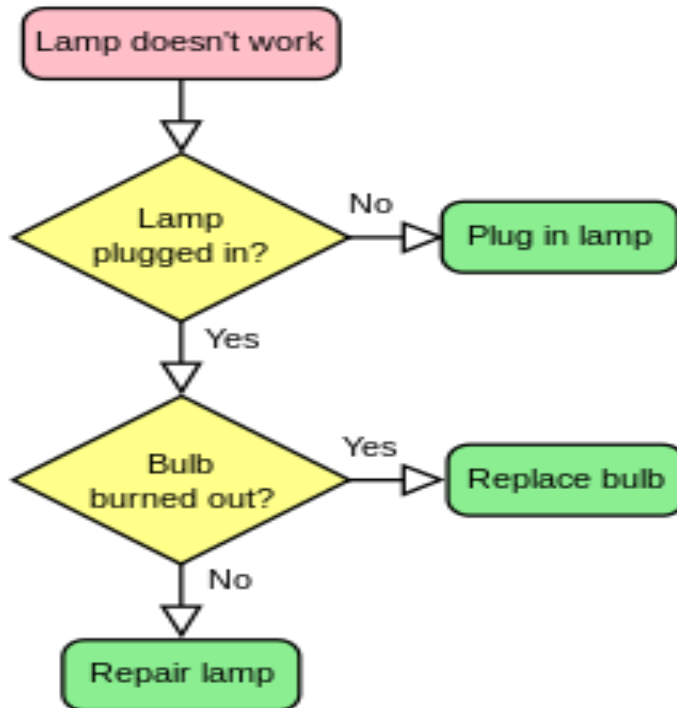 Lamp doesn't work
Lamp
plugged in?
No
Plug in lamp
Yes
Bulb
burned out?
Yes
Replace bulb
No
Repair lamp